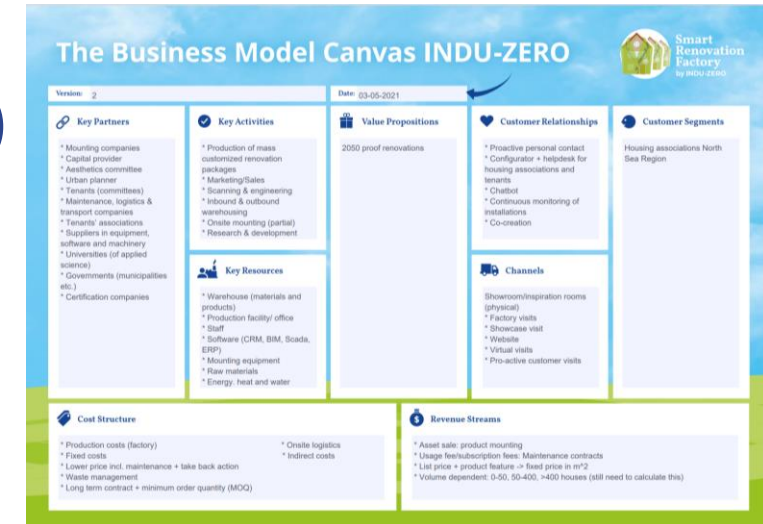 The Business Model Canvas INDU-ZERO
Smart
Renovation
Factory
by INDU-ZERO
Version: 2
Date: 03-05-2021
Key Partners
* Mounting companies
* Capital provider
* Aesthetics committee
* Urban planner
* Tenants (committees)
* Maintenance, logistics &
transport companies
* Tenants' associations
* Suppliers in equipment,
software and machinery
* Universities (of applied
science)
* Governments (municipalities
etc.)
* Certification companies
Key Activities
* Production of mass
customized renovation
packages
* Marketing/Sales
* Scanning & engineering
* Inbound & outbound
warehousing
* Onsite mounting (partial)
* Research & development
Key Resources
* Warehouse (materials and
products)
* Production facility/ office
* Staff
* Software (CRM, BIM, Scada,
ERP)
* Mounting equipment
* Raw materials
* Energy. heat and water
Value Propositions
2050 proof renovations
Customer Relationships
* Proactive personal contact
* Configurator + helpdesk for
housing associations and
tenants
* Chatbot
* Continuous monitoring of
installations
* Co-creation
Channels
Showroom/inspiration rooms
(physical)
* Factory visits
* Showcase visit
* Website
* Virtual visits
* Pro-active customer visits
Customer Segments
Housing associations North
Sea Region
Cost Structure
* Production costs (factory)
* Fixed costs
* Lower price incl. maintenance + take back action
* Waste management
* Long term contract + minimum order quantity (MOQ)
* Onsite logistics
* Indirect costs
Revenue Streams
* Asset sale: product mounting
* Usage fee/subscription fees: Maintenance contracts
* List price + product feature -> fixed price in m^2
* Volume dependent: 0-50, 50-400, >400 houses (still need to calculate this)